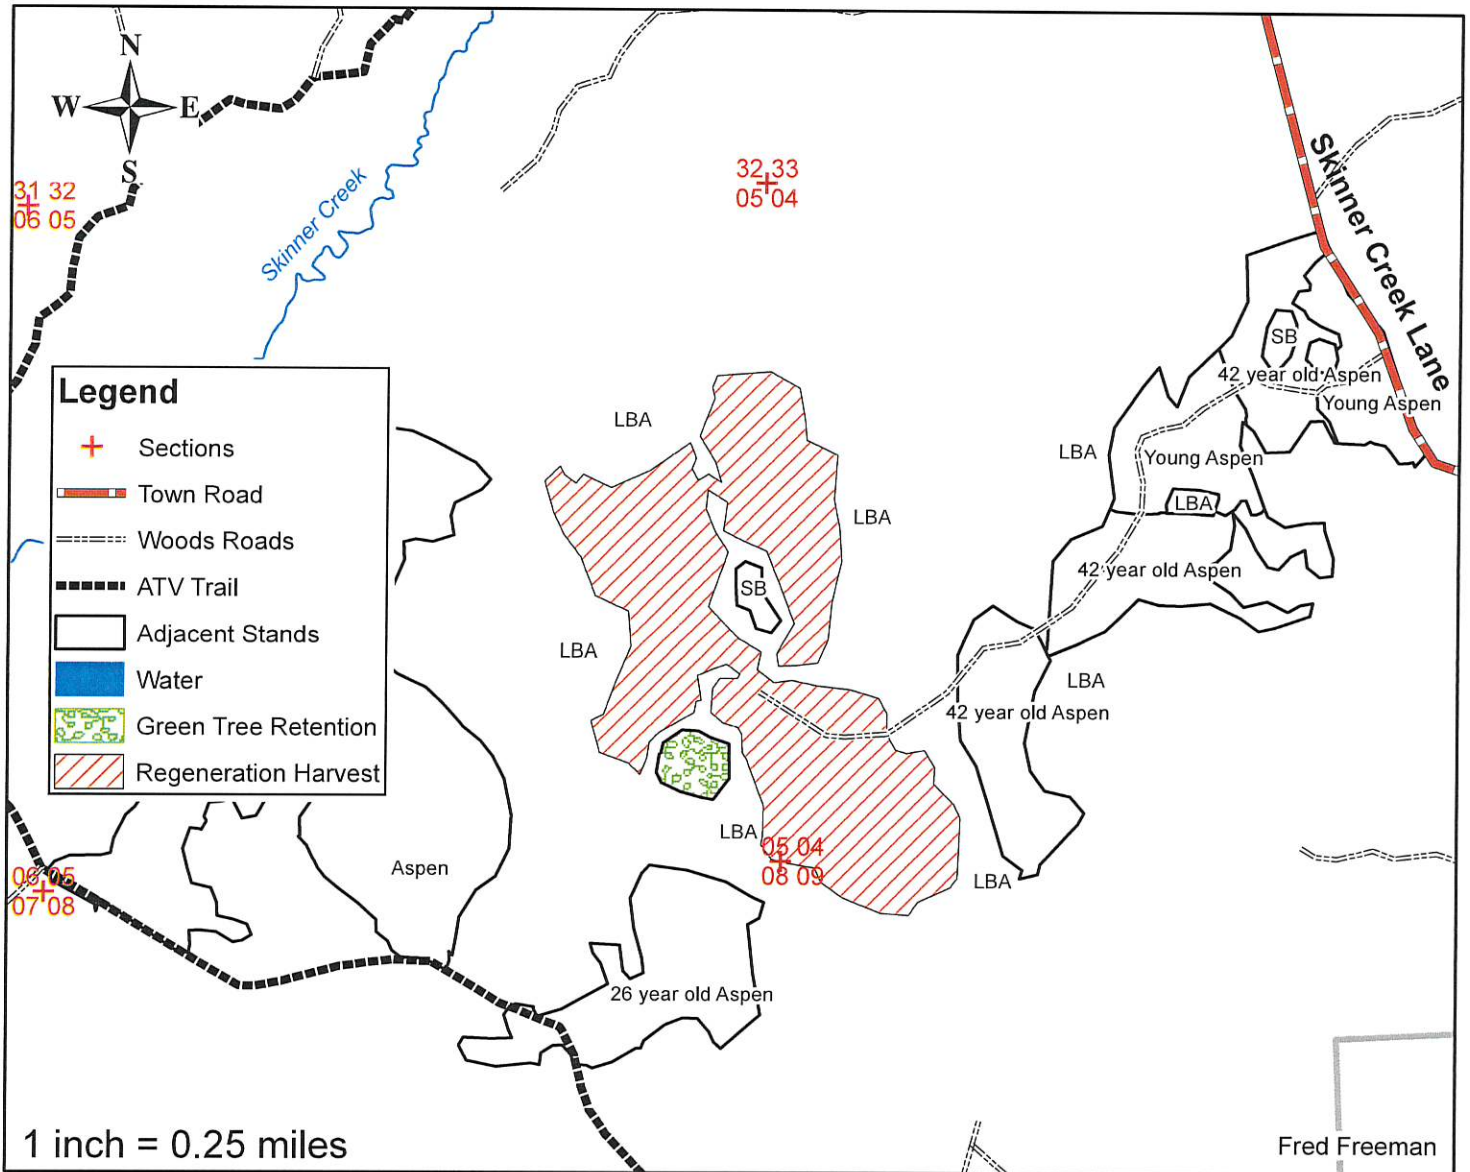 N
W E
S
Skinner Creek
31 32
06 05
32 33
05 04
Skinner Creek Lane
SB
42 year old Aspen
Young Aspen
LBA
Young Aspen
LBA
42 year old Aspen
LBA
42 year old Aspen
LBA
LBA
LBA
SB
LBA
LBA
05 04
08 09
LBA
Legend
Sections
Town Road
Woods Roads
ATV Trail
Adjacent Stands
Water
Green Tree Retention
Regeneration Harvest
06 05
07 08
Aspen
26 year old Aspen
1 inch = 0.25 miles
Fred Freeman